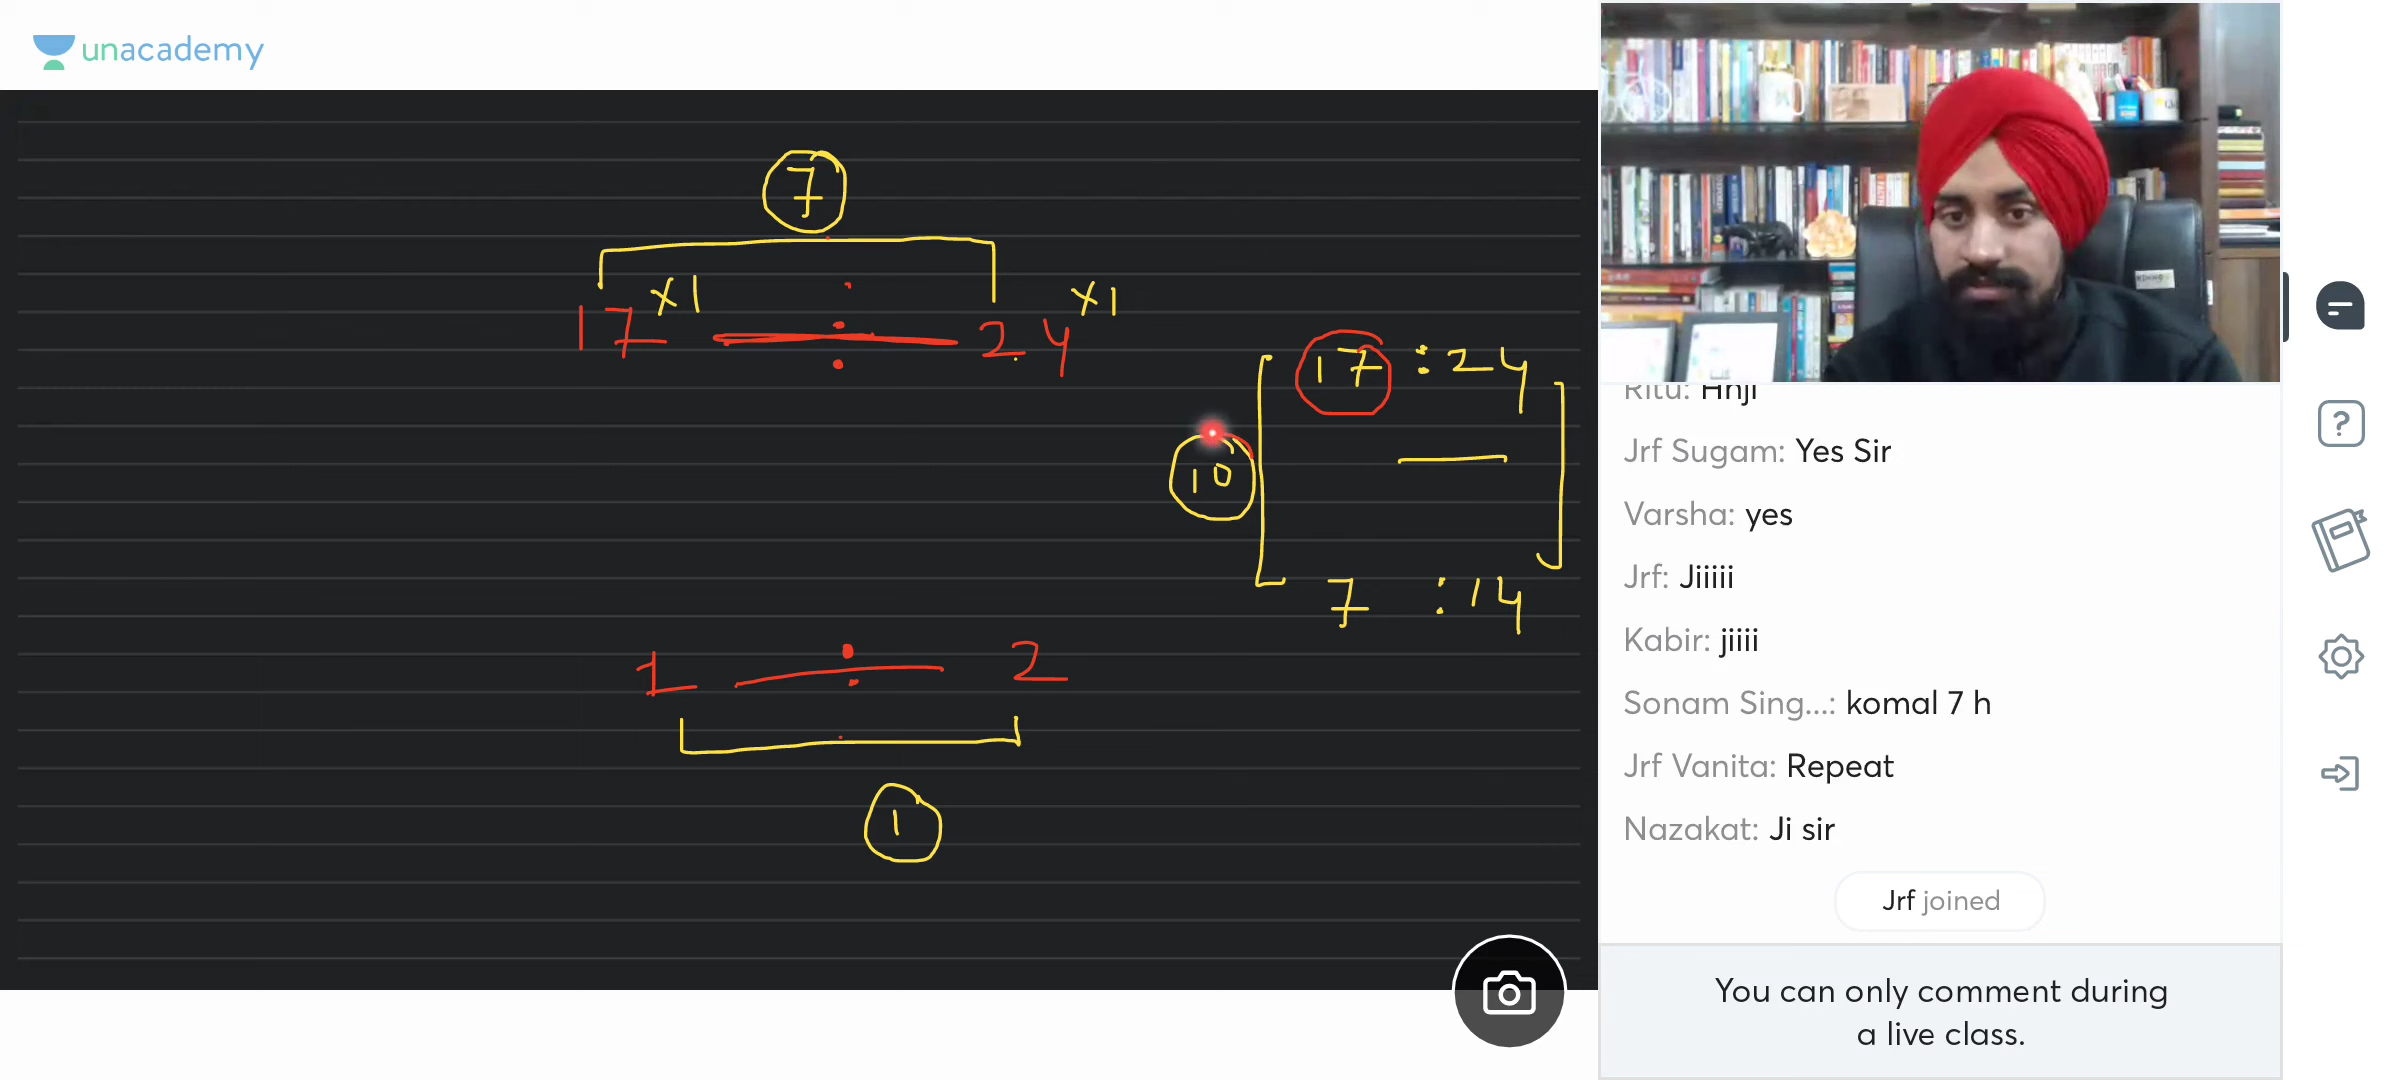 unacademy
7
17 x1 : 24 x1
17 : 24
10
7 : 14
1 : 2
1
Ritu: Hnji
Jrf Sugam: Yes Sir
Varsha: yes
Jrf: Jiiiii
Kabir: jiiii
Sonam Sing...: komal 7 h
Jrf Vanita: Repeat
Nazakat: Ji sir
Jrf joined
You can only comment during
a live class.
?